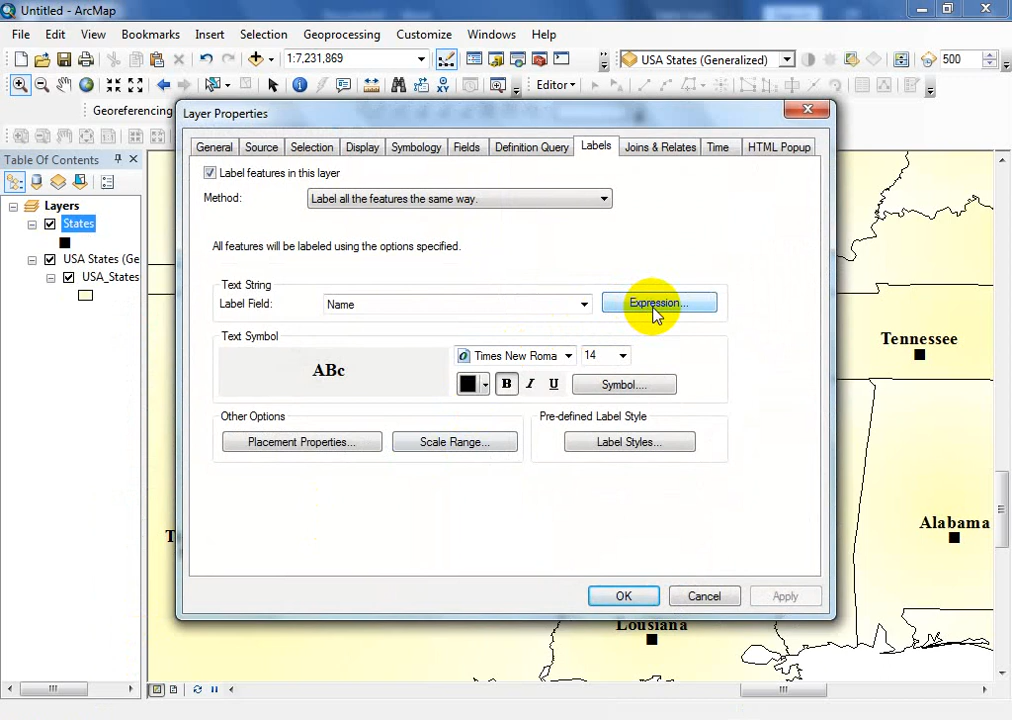 Untitled - ArcMap
File Edit View Bookmarks Insert Selection Geoprocessing Customize Windows Help
1:7,231,869
USA States (Generalized)
500
Editor
Georeferencing
Table Of Contents
Layers
States
USA States (Ge
USA_States
Layer Properties
General Source Selection Display Symbology Fields Definition Query Labels Joins & Relates Time HTML Popup
Label features in this layer
Method: Label all the features the same way.
All features will be labeled using the options specified.
Text String
Label Field: Name Expression...
Text Symbol
ABc
Times New Roma 14
B I U Symbol....
Other Options
Placement Properties... Scale Range...
Pre-defined Label Style
Label Styles...
OK Cancel Apply
Tennessee
Alabama
T
Lousiana